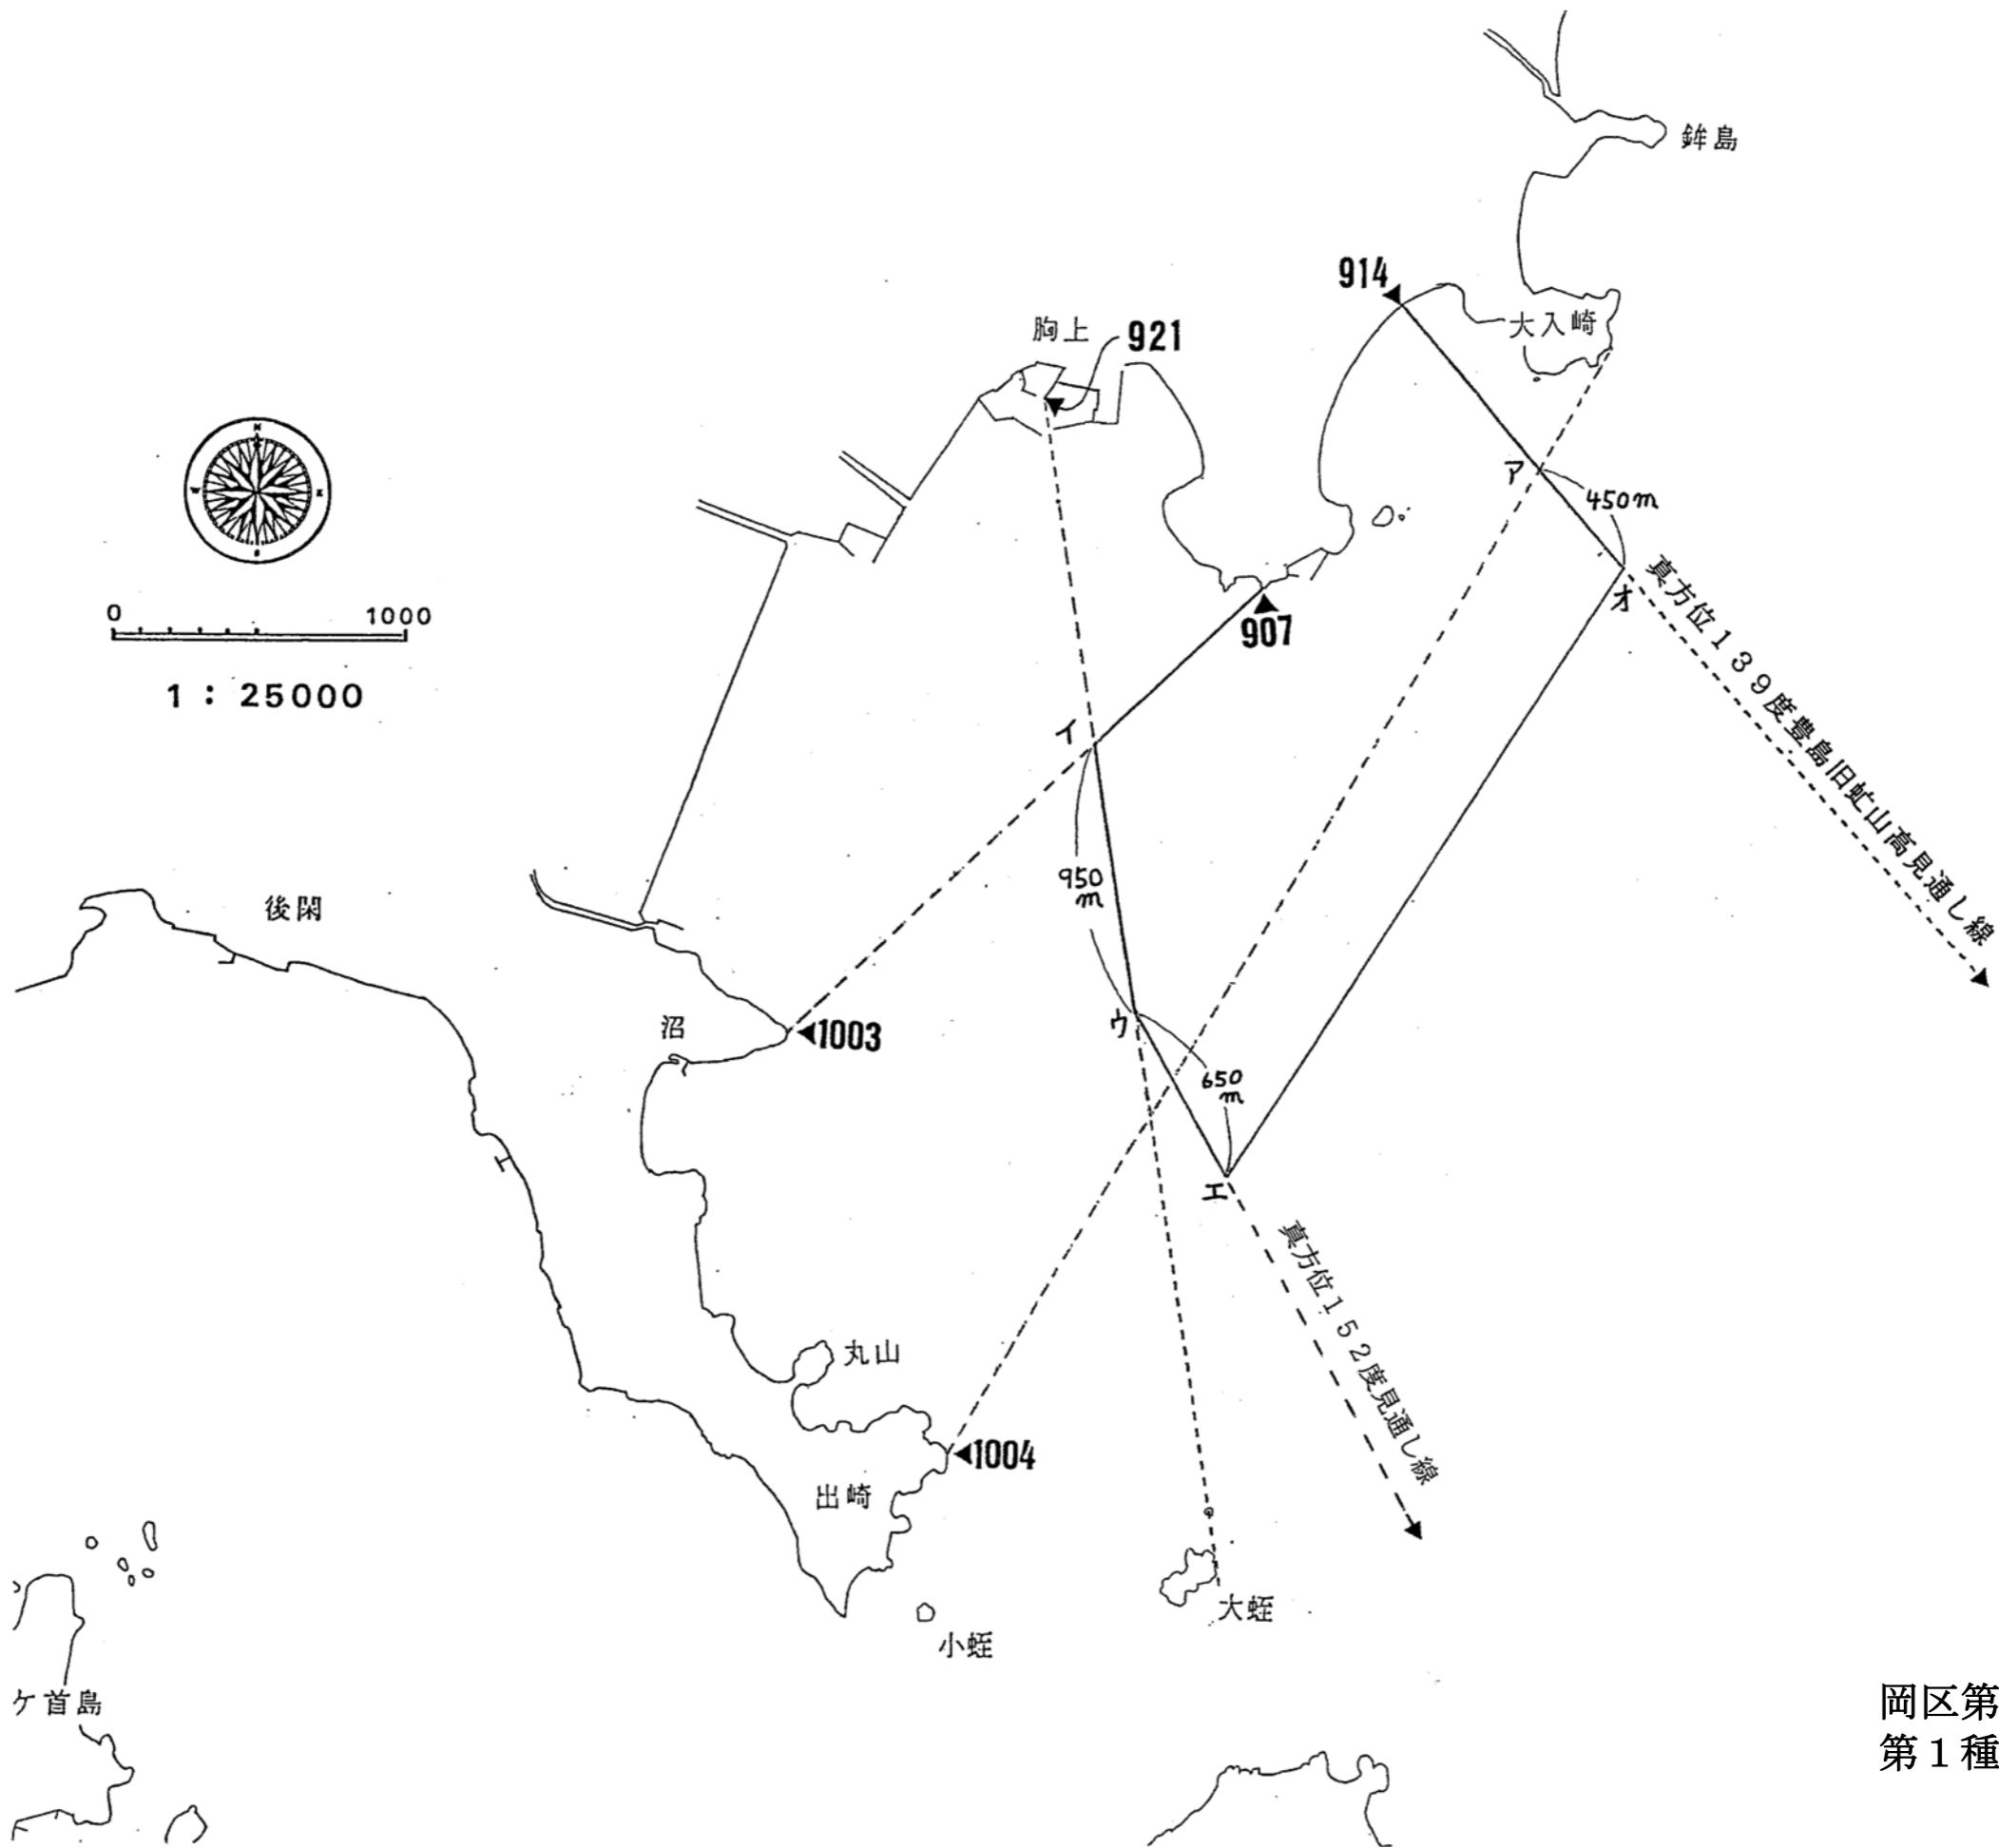 鉾島
914
大入崎
胸上
921
ア
450m
オ
真方位139度豊島旧虻山高見通し線
907
N
0 1000
1 : 25000
イ
950
m
後閑
沼
1003
ウ
650
m
エ
真方位152度見通し線
丸山
1004
出崎
大蛭
小蛭
ケ首島
岡区第
第1種